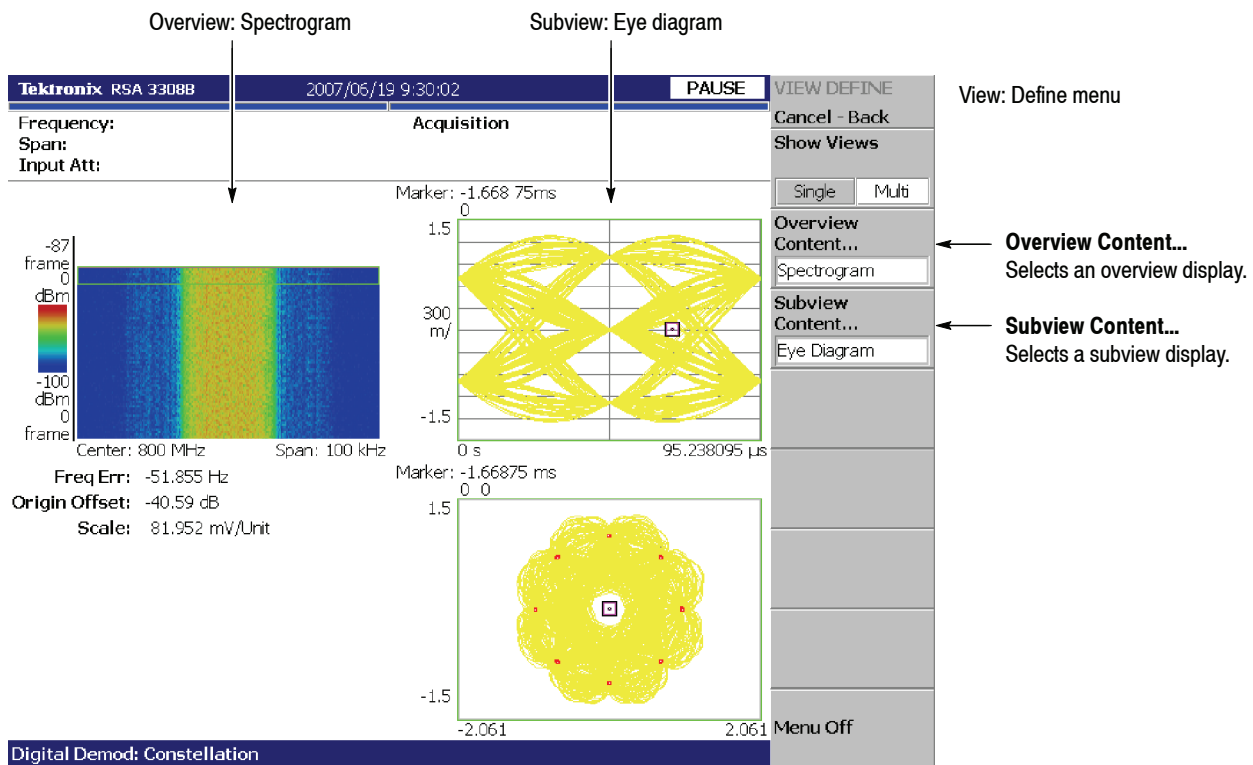 Overview: Spectrogram
Subview: Eye diagram
Tektronix RSA 3308B
2007/06/19 9:30:02
PAUSE
VIEW DEFINE
View: Define menu
Cancel - Back
Frequency:
Acquisition
Span:
Input Att:
Show Views
Single
Multi
Marker: -1.668 75ms
0
1.5
300
m/
-1.5
0 s
95.238095 µs
-87
frame
0
dBm
-100
dBm
0
frame
Center: 800 MHz
Span: 100 kHz
Freq Err: -51.855 Hz
Origin Offset: -40.59 dB
Scale: 81.952 mV/Unit
Marker: -1.66875 ms
0 0
1.5
-1.5
-2.061
2.061
Overview
Content...
Spectrogram
Overview Content...
Selects an overview display.
Subview
Content...
Eye Diagram
Subview Content...
Selects a subview display.
Menu Off
Digital Demod: Constellation